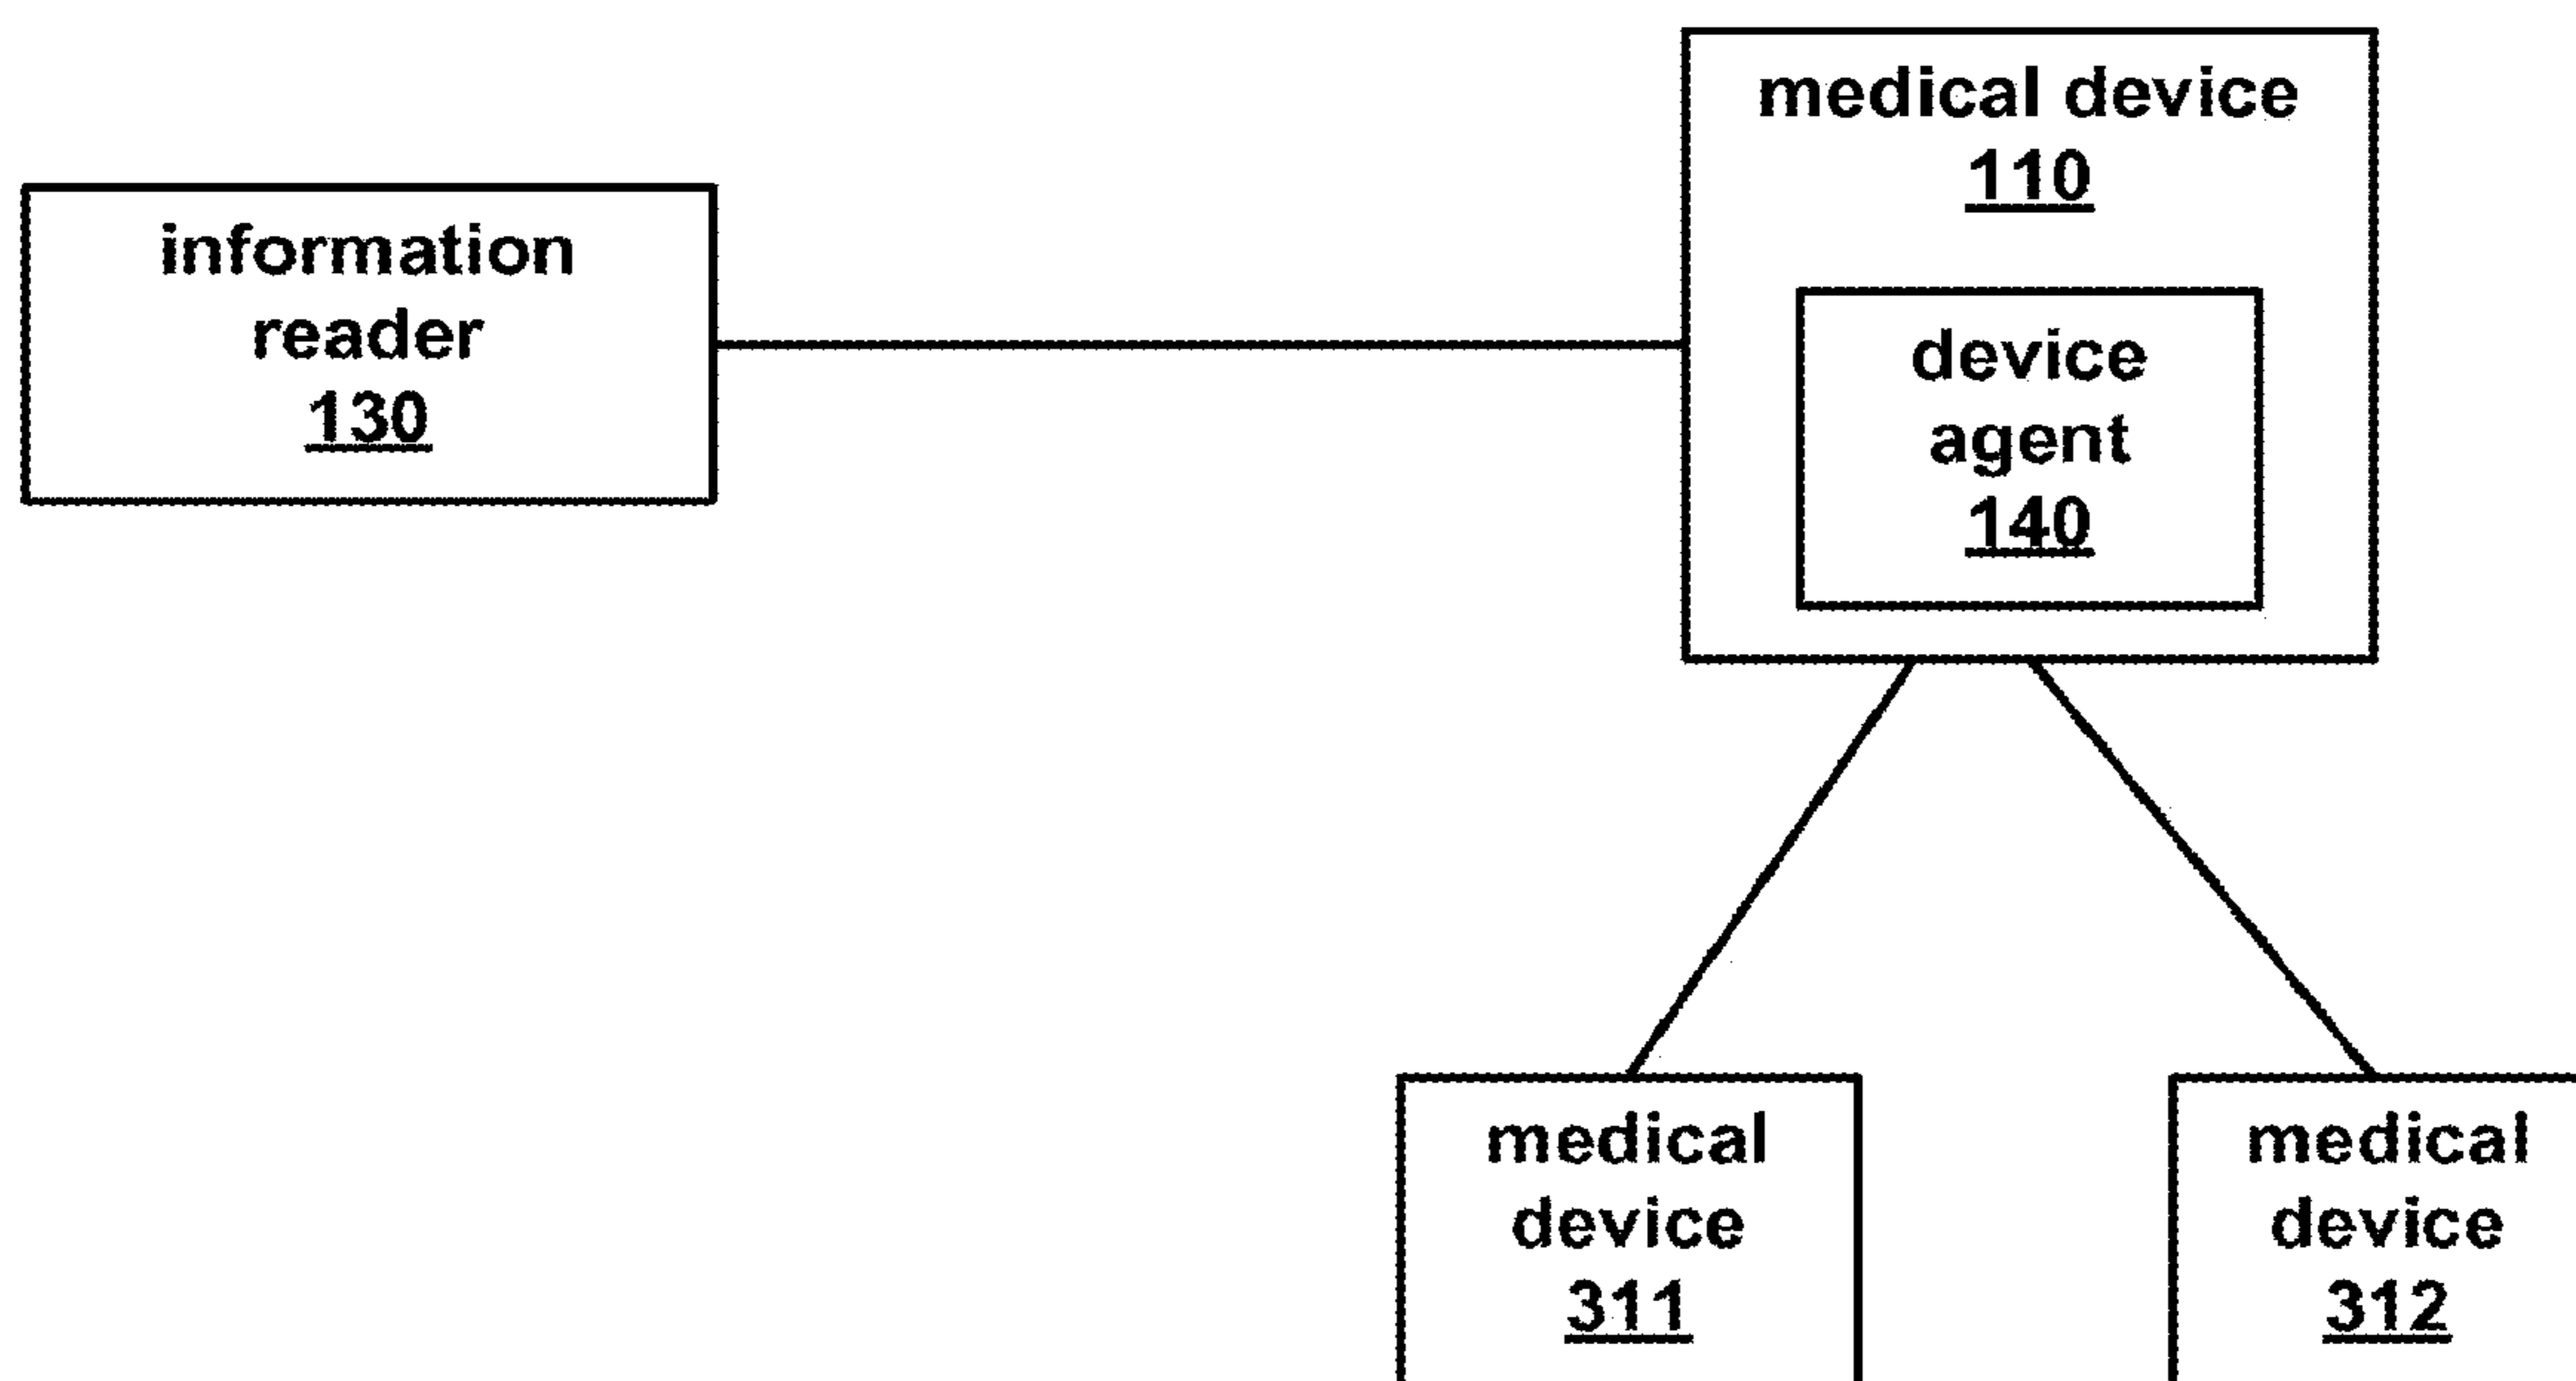 medical device
110
information
reader
130
device
agent
140
medical
device
311
medical
device
312